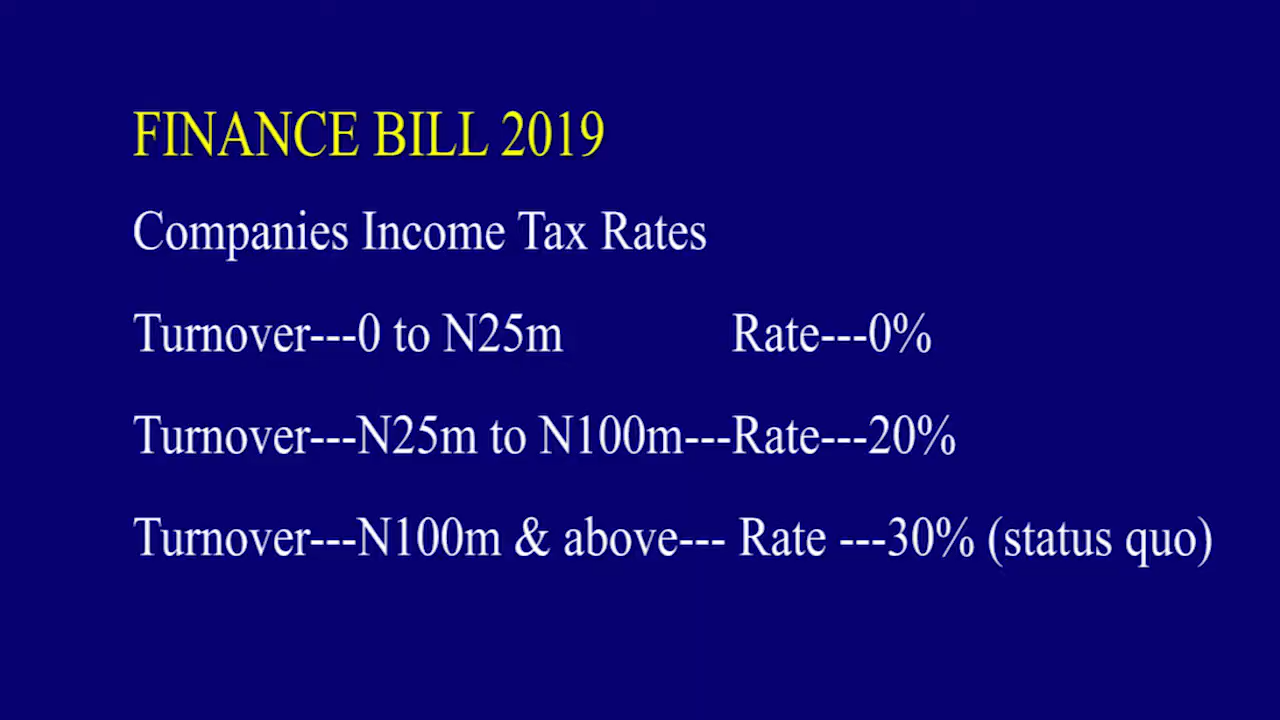 FINANCE BILL 2019
Companies Income Tax Rates
Turnover---0 to N25m Rate---0%
Turnover---N25m to N100m---Rate---20%
Turnover---N100m & above--- Rate ---30% (status quo)